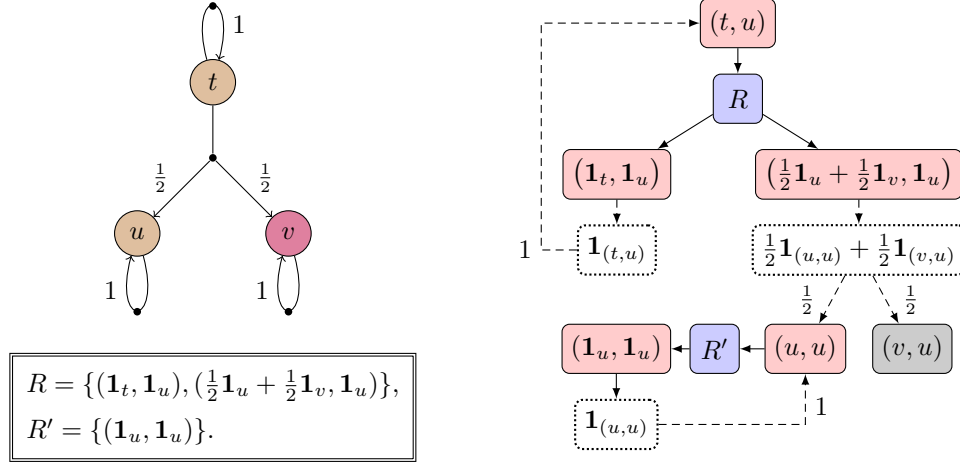 1
t
1/2 1/2
u v
1 1
R = {(𝟏_t, 𝟏_u), (1/2 𝟏_u + 1/2 𝟏_v, 𝟏_u)},
R′ = {(𝟏_u, 𝟏_u)}.
(t, u)
R
(𝟏_t, 𝟏_u) (1/2 𝟏_u + 1/2 𝟏_v, 𝟏_u)
1 𝟏_(t,u) 1/2 𝟏_(u,u) + 1/2 𝟏_(v,u)
1/2 1/2
(𝟏_u, 𝟏_u) R′ (u, u) (v, u)
𝟏_(u,u) 1